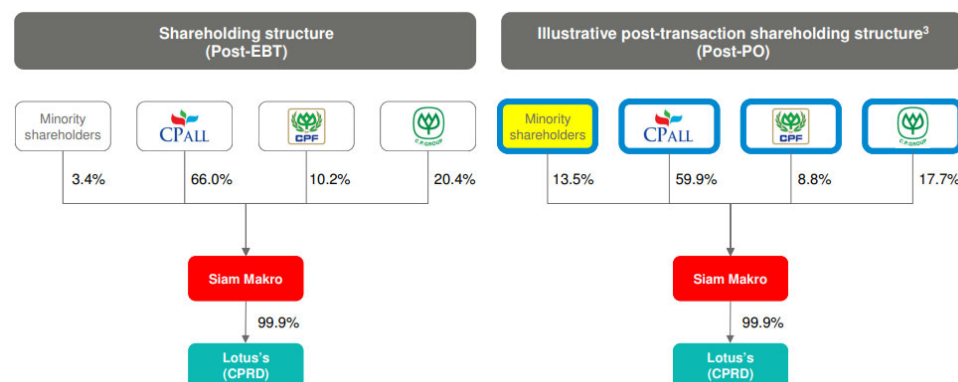 Shareholding structure
(Post-EBT)
Illustrative post-transaction shareholding structure³
(Post-PO)
Minority
shareholders
CPALL
CPF
C.P.GROUP
Minority
shareholders
CPALL
CPF
C.P.GROUP
3.4%
66.0%
10.2%
20.4%
13.5%
59.9%
8.8%
17.7%
Siam Makro
Siam Makro
99.9%
99.9%
Lotus's
(CPRD)
Lotus's
(CPRD)